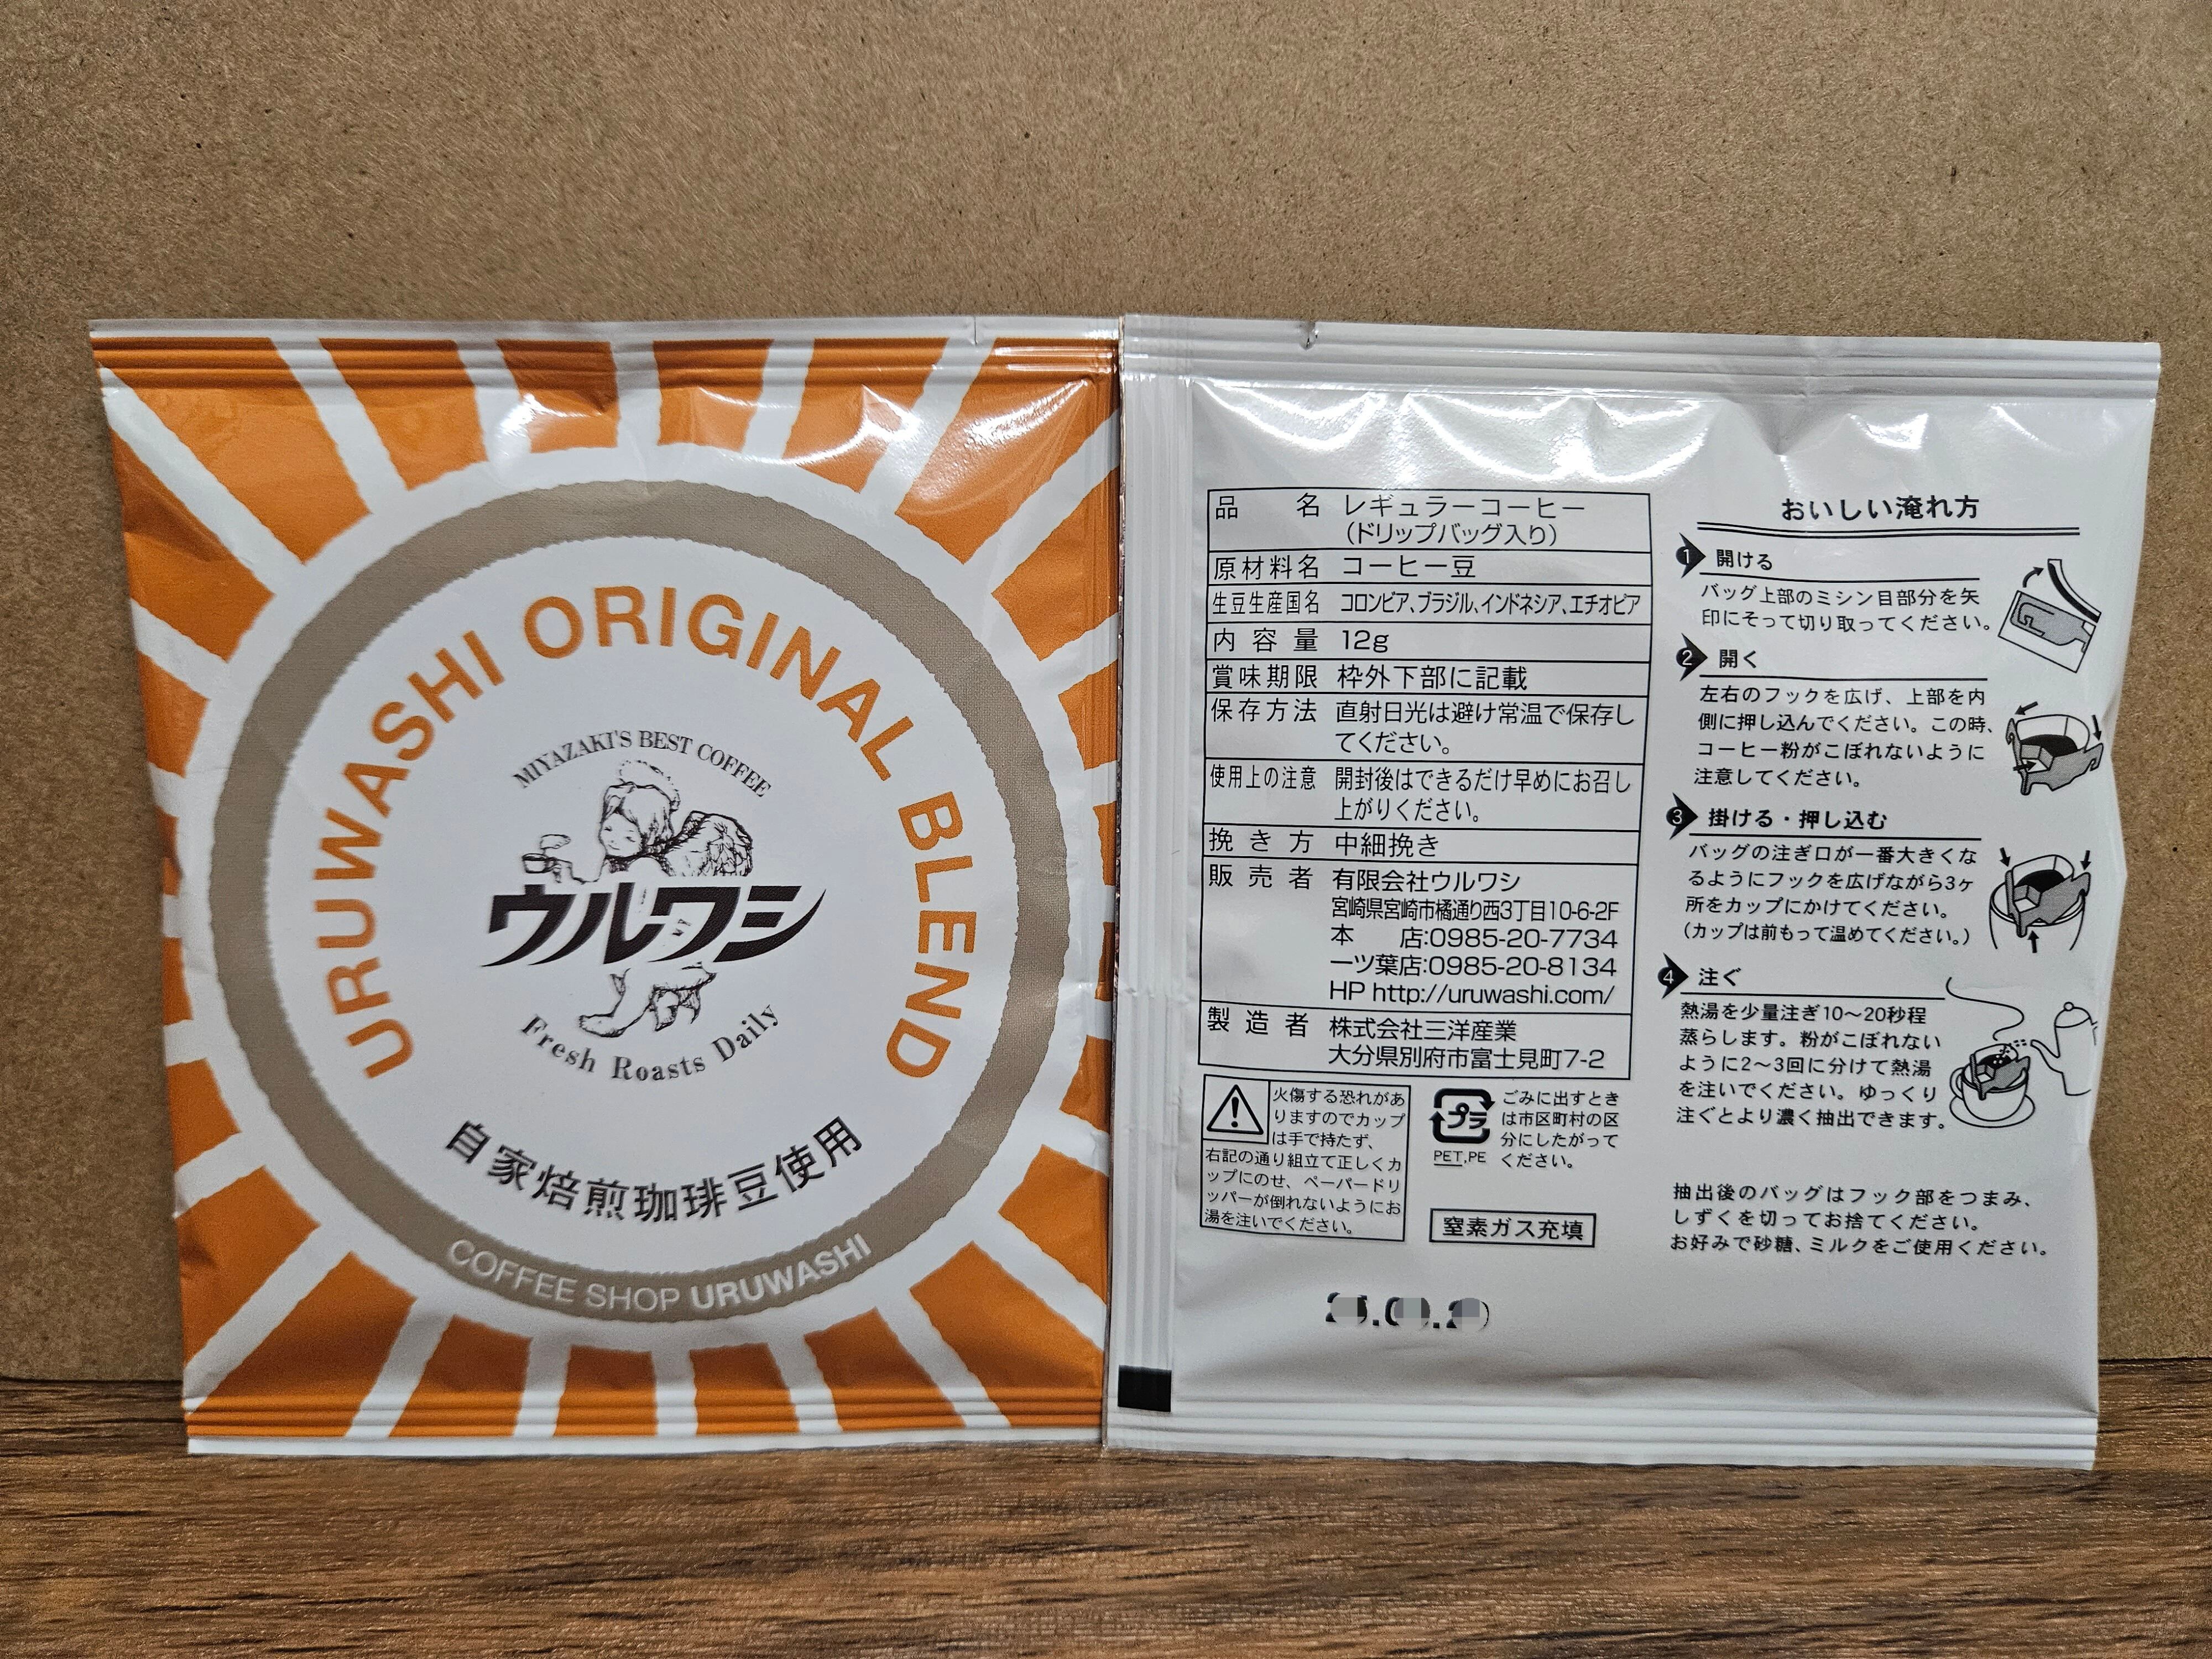 URUWASHI ORIGINAL BLEND
MIYAZAKI'S BEST COFFEE
ウルワシ
Fresh Roasts Daily
自家焙煎珈琲豆使用
COFFEE SHOP URUWASHI
品名 レギュラーコーヒー
(ドリップバッグ入り)
原材料名 コーヒー豆
生豆生産国名 コロンビア、ブラジル、インドネシア、エチオピア
内容量 12g
賞味期限 枠外下部に記載
保存方法 直射日光は避け常温で保存し
てください。
使用上の注意 開封後はできるだけ早めにお召し
上がりください。
挽き方 中細挽き
販売者 有限会社ウルワシ
宮崎県宮崎市橘通り西3丁目10-6-2F
本店:0985-20-7734
一ツ葉店:0985-20-8134
HP http://uruwashi.com/
製造者 株式会社三洋産業
大分県別府市富士見町7-2
火傷する恐れがあ
りますのでカップ
は手で持たず、
右記の通り組立て正しくカ
ップにのせ、ペーパードリ
ッパーが倒れないようにお
湯を注いでください。
プラ
PET,PE
ごみに出すとき
は市区町村の区
分にしたがって
ください。
窒素ガス充填
おいしい淹れ方
1 開ける
バッグ上部のミシン目部分を矢
印にそって切り取ってください。
2 開く
左右のフックを広げ、上部を内
側に押し込んでください。この時、
コーヒー粉がこぼれないように
注意してください。
3 掛ける・押し込む
バッグの注ぎ口が一番大きくな
るようにフックを広げながら3ヶ
所をカップにかけてください。
(カップは前もって温めてください。)
4 注ぐ
熱湯を少量注ぎ10〜20秒程
蒸らします。粉がこぼれない
ように2〜3回に分けて熱湯
を注いでください。ゆっくり
注ぐとより濃く抽出できます。
抽出後のバッグはフック部をつまみ、
しずくを切ってお捨てください。
お好みで砂糖、ミルクをご使用ください。